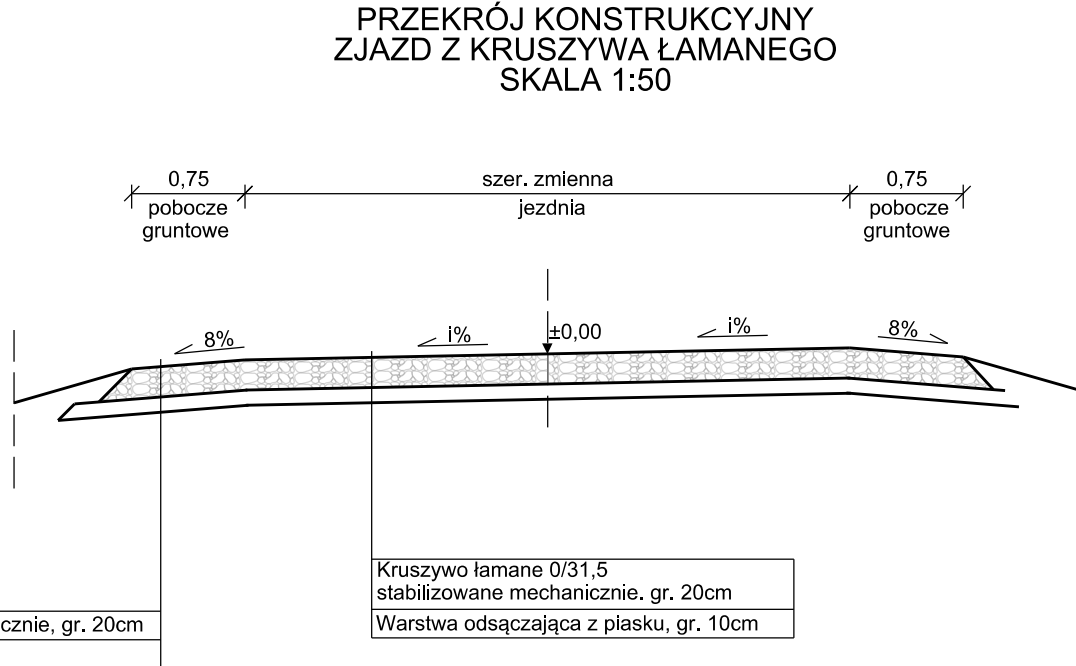 PRZEKRÓJ KONSTRUKCYJNY
ZJAZD Z KRUSZYWA ŁAMANEGO
SKALA 1:50
0,75
szer. zmienna
0,75
pobocze
gruntowe
jezdnia
pobocze
gruntowe
8%
i%
±0,00
i%
8%
Kruszywo łamane 0/31,5
stabilizowane mechanicznie. gr. 20cm
Warstwa odsączająca z piasku, gr. 10cm
cznie, gr. 20cm